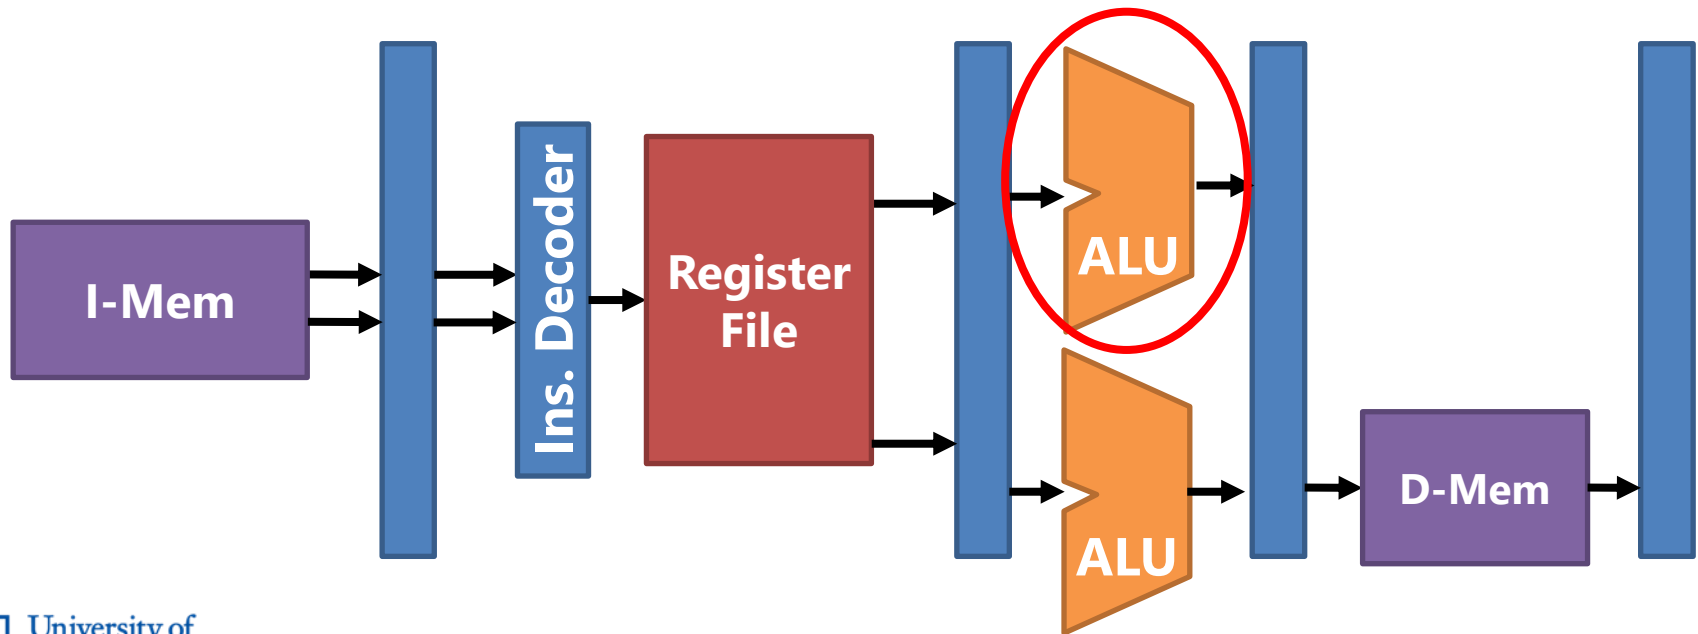 I-Mem
Ins. Decoder
Register
File
ALU
ALU
D-Mem
University of